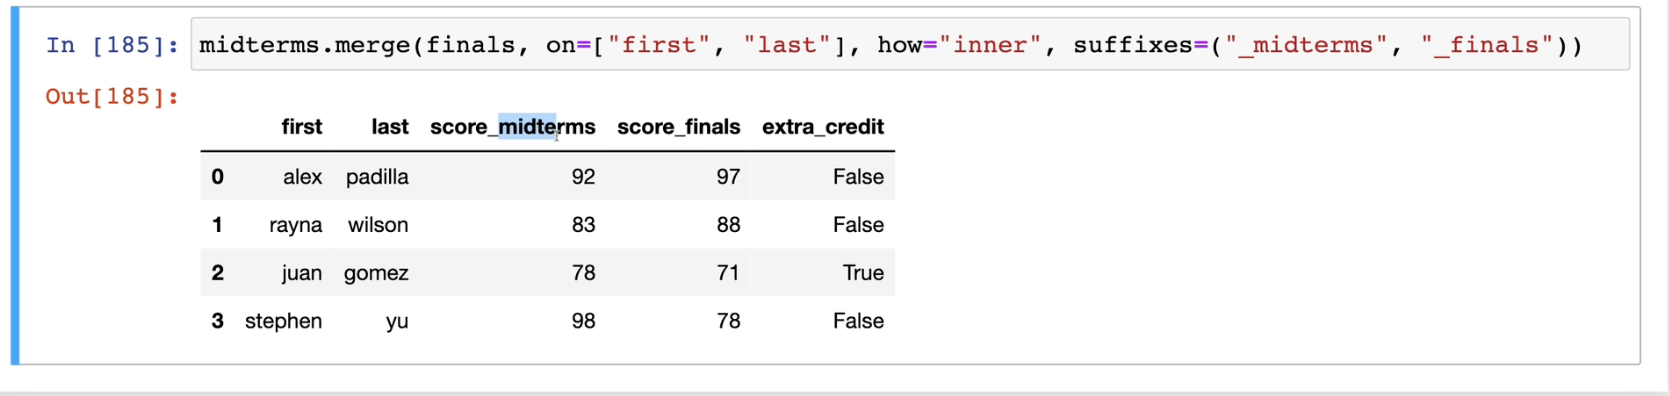 In [185]: midterms.merge(finals, on=["first", "last"], how="inner", suffixes=("_midterms", "_finals"))
Out[185]:
first last score_midterms score_finals extra_credit
0 alex padilla 92 97 False
1 rayna wilson 83 88 False
2 juan gomez 78 71 True
3 stephen yu 98 78 False